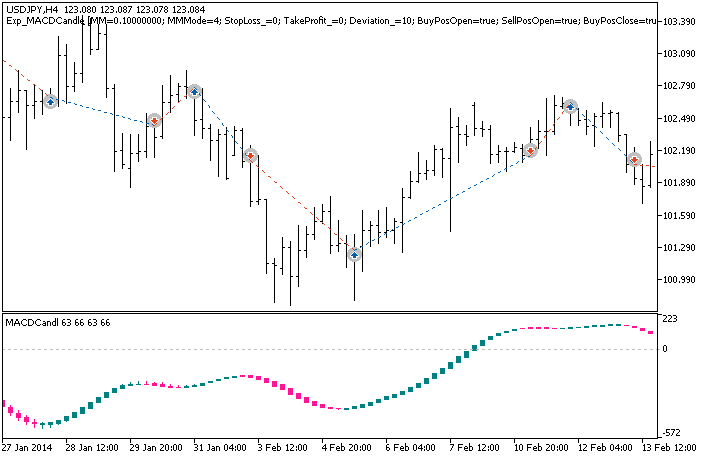 USDJPY,H4 123.080 123.087 123.078 123.084
Exp_MACDCandle [MM=0.10000000; MMMode=4; StopLoss_=0; TakeProfit_=0; Deviation_=10; BuyPosOpen=true; SellPosOpen=true; BuyPosClose=tru
103.390
103.090
102.790
102.490
102.190
101.890
101.590
101.290
100.990
MACDCandl 63 66 63 66
223
0
-572
27 Jan 2014
28 Jan 12:00
29 Jan 20:00
31 Jan 04:00
3 Feb 12:00
4 Feb 20:00
6 Feb 04:00
7 Feb 12:00
10 Feb 20:00
12 Feb 04:00
13 Feb 12:00